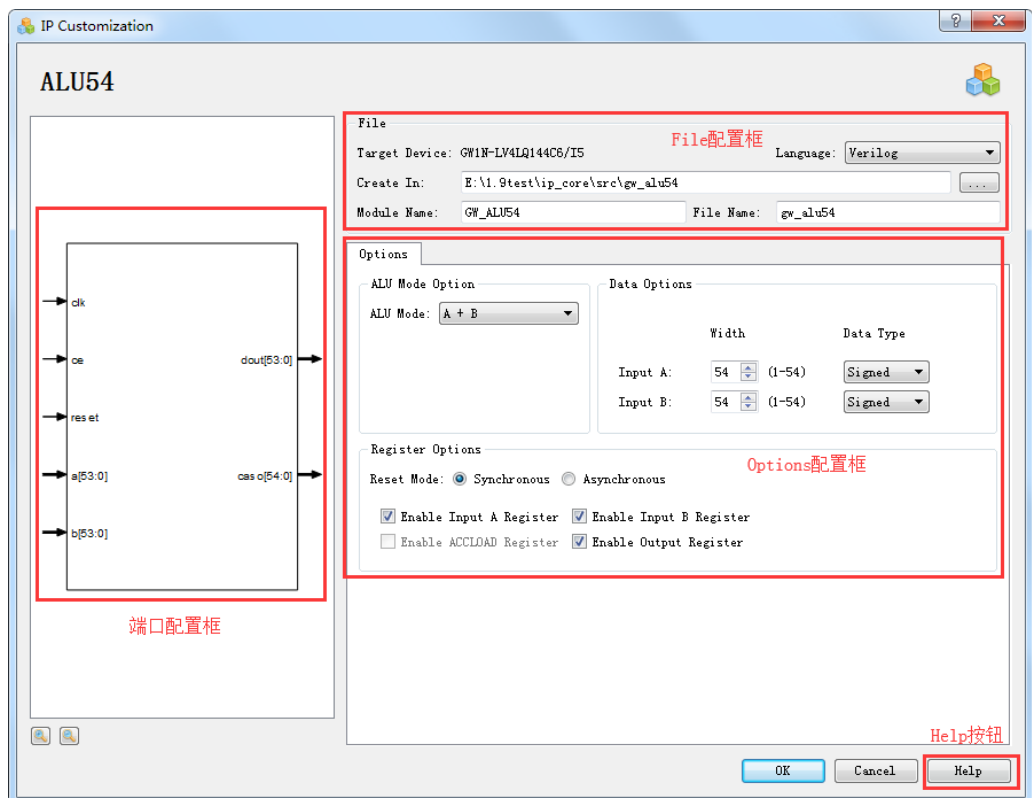 IP Customization
ALU54
File
File配置框
Target Device: GW1N-LV4LQ144C6/I5
Language: Verilog
Create In: E:\1.9test\ip_core\src\gw_alu54
...
Module Name: GW_ALU54
File Name: gw_alu54
clk
ce
reset
a[53:0]
b[53:0]
dout[53:0]
caso[54:0]
端口配置框
Options
ALU Mode Option
ALU Mode: A + B
Data Options
Width Data Type
Input A: 54 (1-54) Signed
Input B: 54 (1-54) Signed
Register Options
Options配置框
Reset Mode: Synchronous Asynchronous
Enable Input A Register Enable Input B Register
Enable ACCLOAD Register Enable Output Register
Help按钮
OK Cancel Help